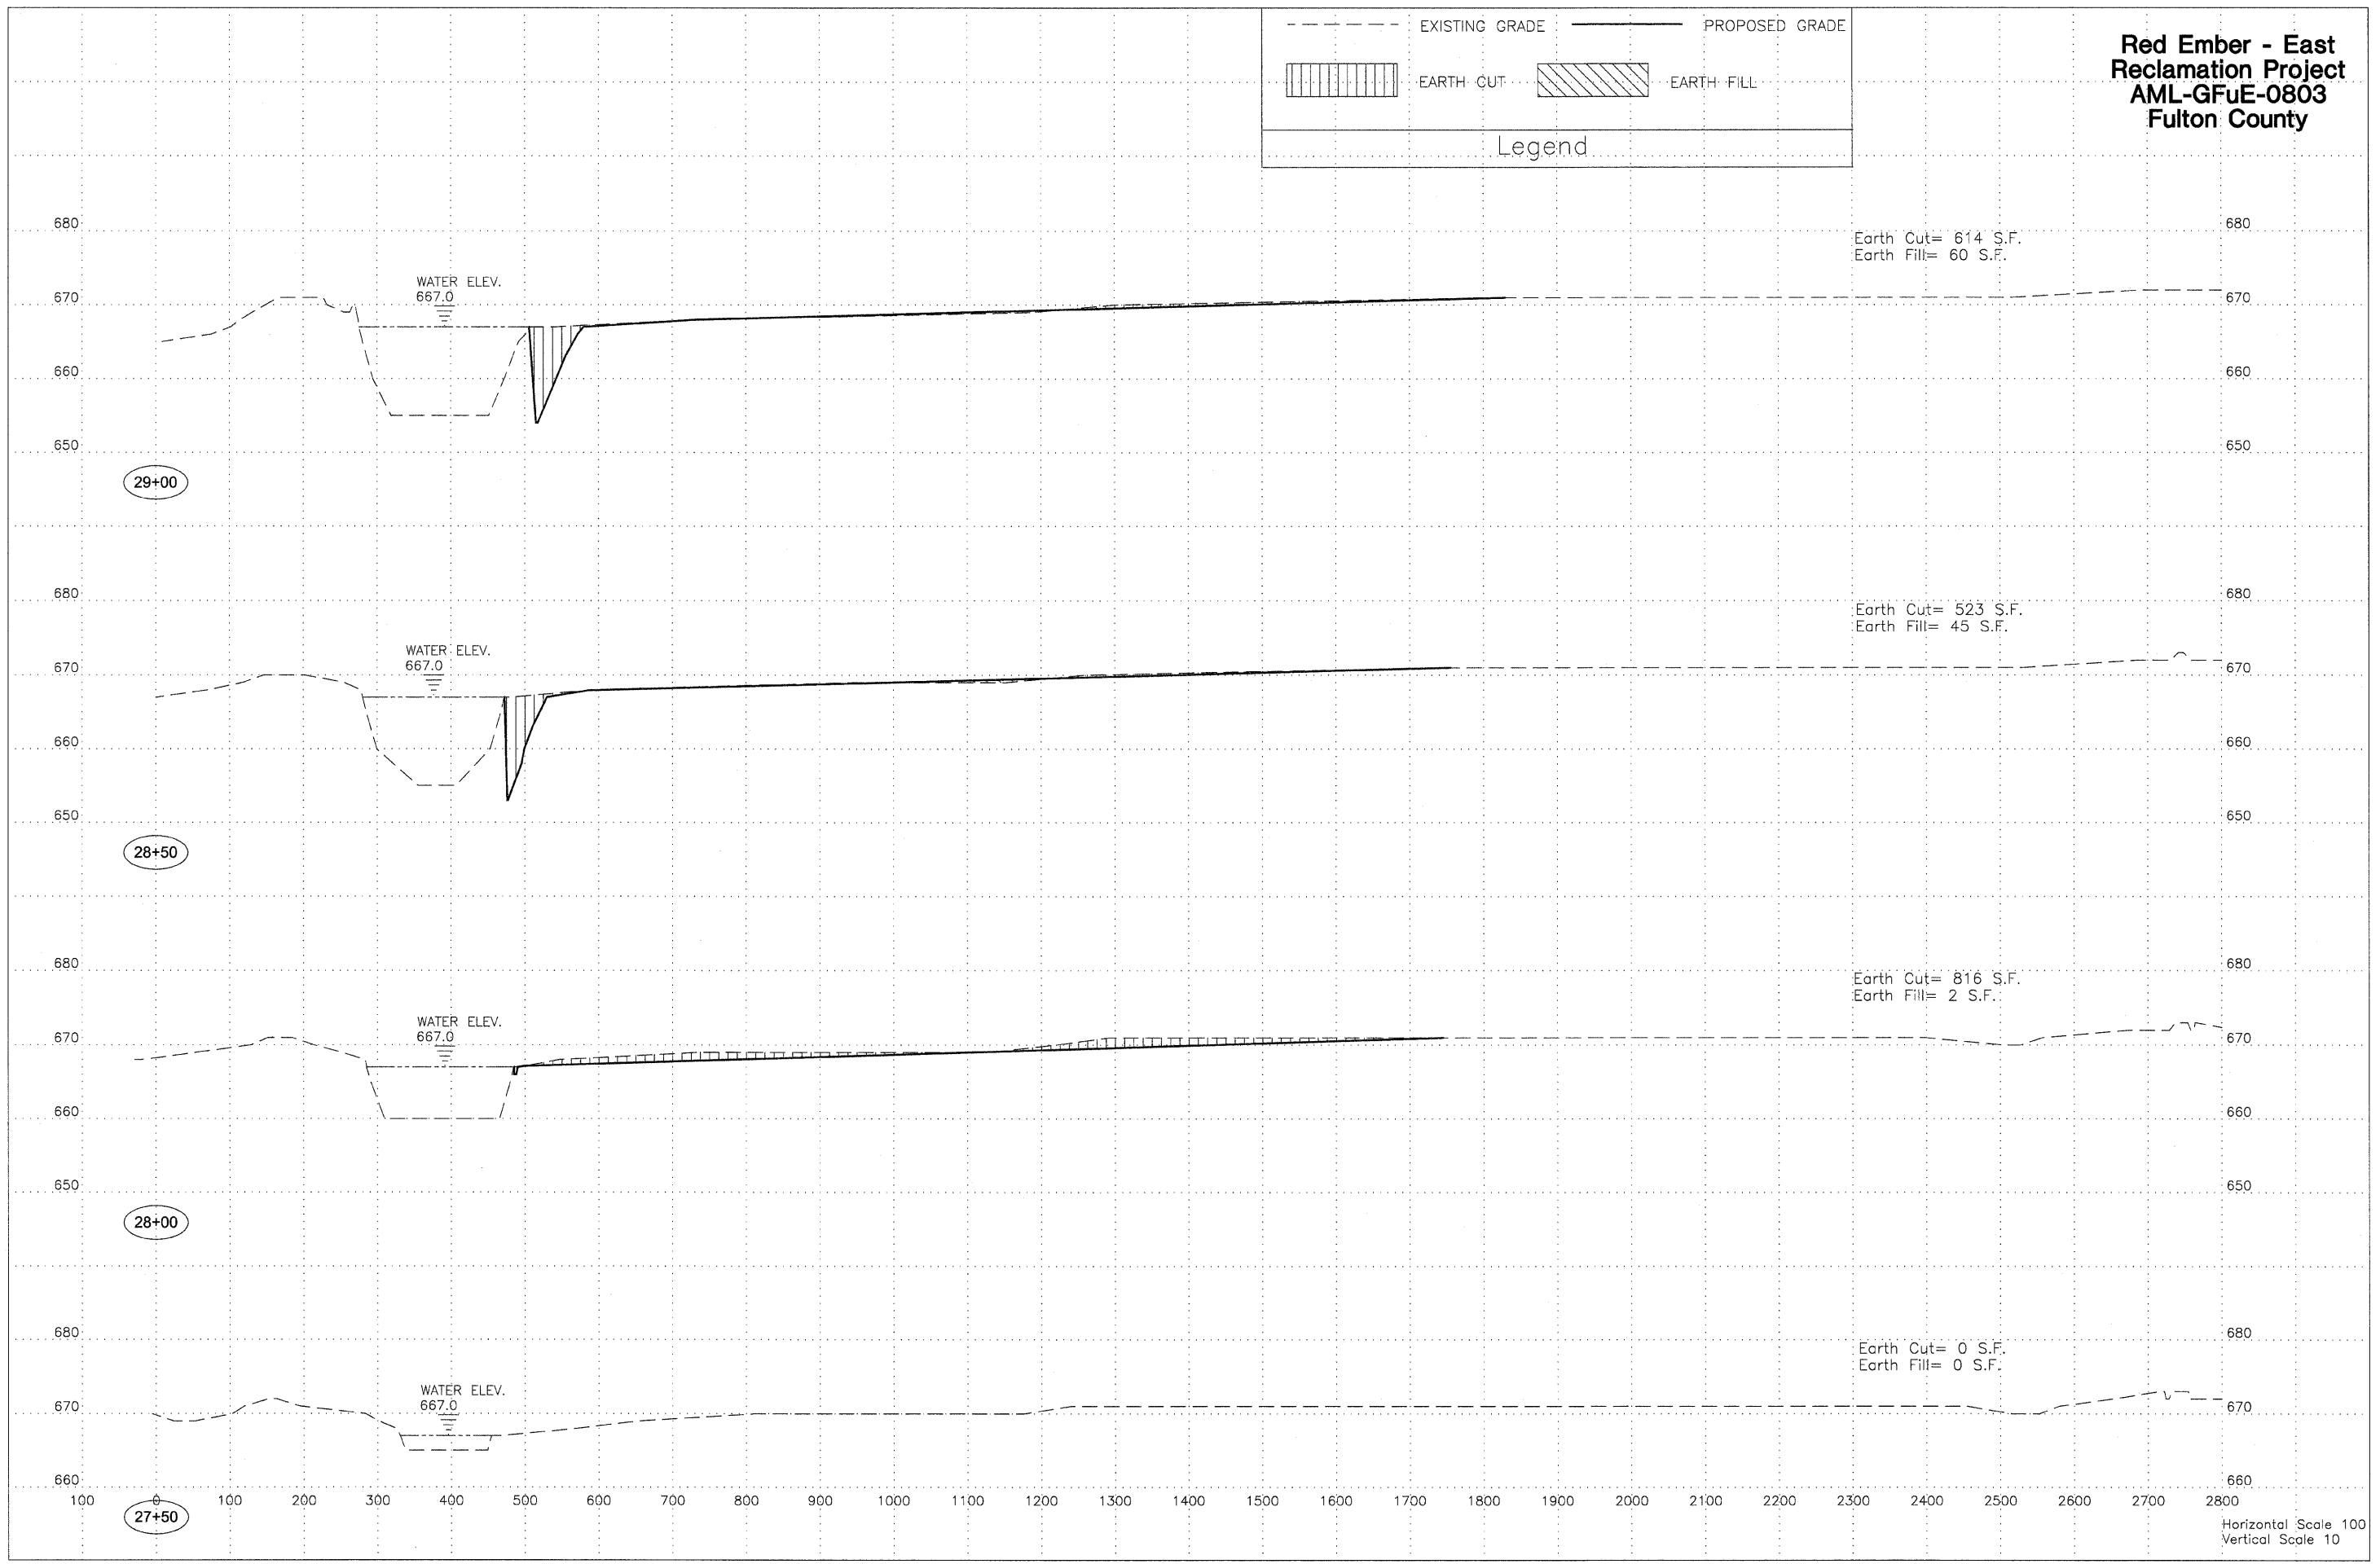 EXISTING GRADE PROPOSED GRADE
EARTH CUT EARTH FILL
Legend
Red Ember - East
Reclamation Project
AML-GFuE-0803
Fulton County
680 680
Earth Cut= 614 S.F.
Earth Fill= 60 S.F.
WATER ELEV.
667.0
670 670
660 660
650 650
29+00
680 680
Earth Cut= 523 S.F.
Earth Fill= 45 S.F.
WATER ELEV.
667.0
670 670
660 660
650 650
28+50
680 680
Earth Cut= 816 S.F.
Earth Fill= 2 S.F.
WATER ELEV.
667.0
670 670
660 660
650 650
28+00
680 680
Earth Cut= 0 S.F.
Earth Fill= 0 S.F.
WATER ELEV.
667.0
670 670
660 660
100 0 100 200 300 400 500 600 700 800 900 1000 1100 1200 1300 1400 1500 1600 1700 1800 1900 2000 2100 2200 2300 2400 2500 2600 2700 2800
27+50
Horizontal Scale 100
Vertical Scale 10